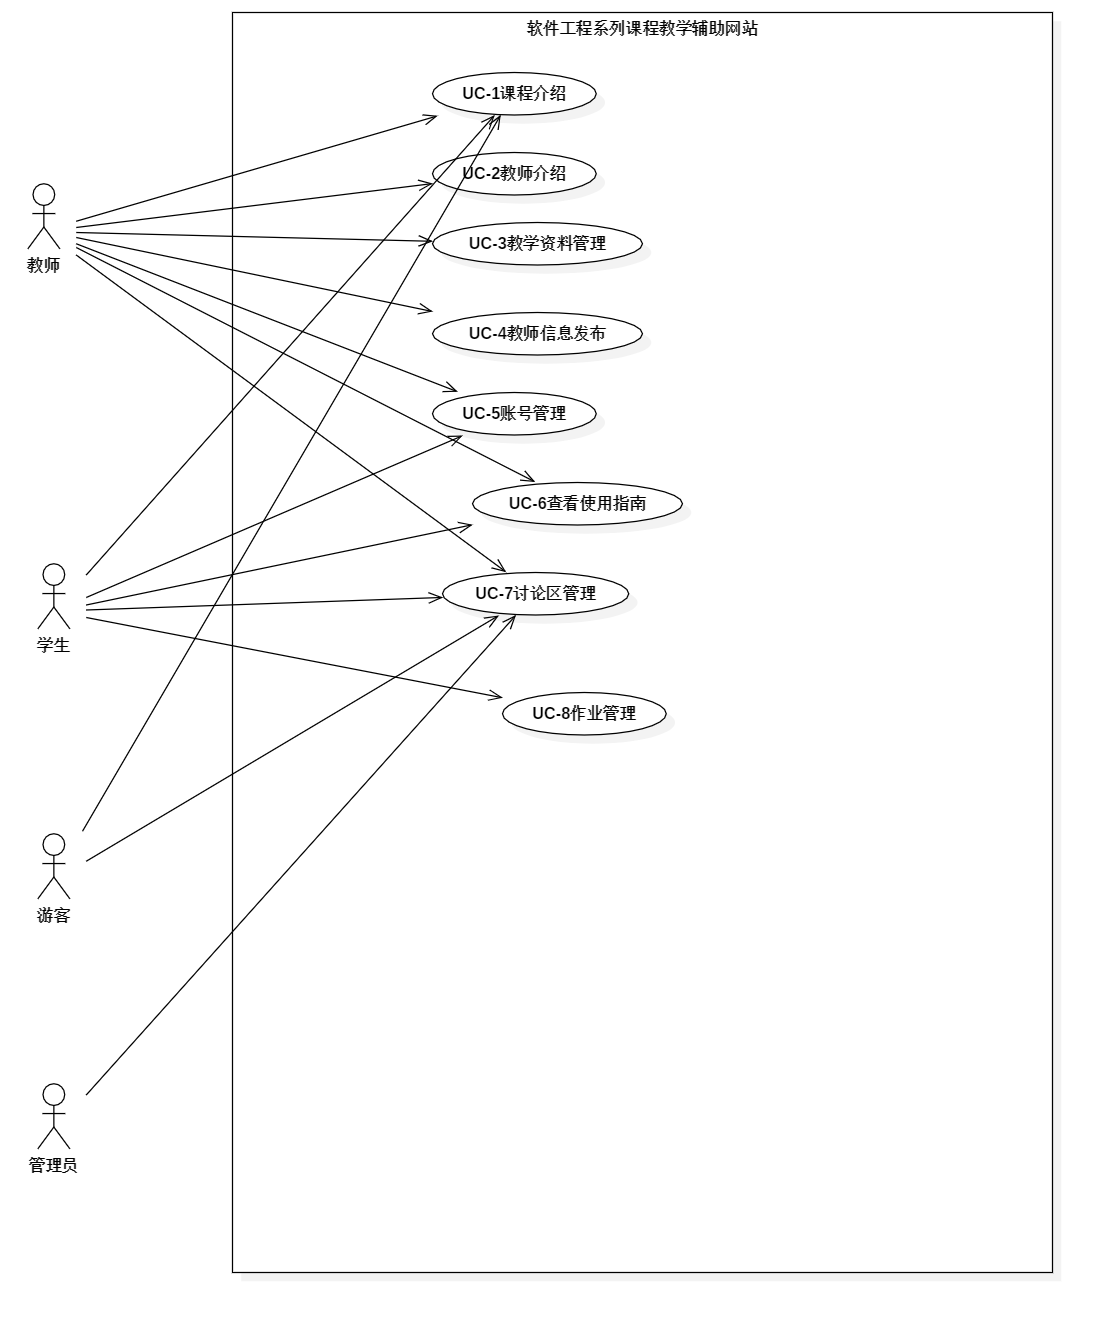 软件工程系列课程教学辅助网站
UC-1课程介绍
UC-2教师介绍
教师
UC-3教学资料管理
UC-4教师信息发布
UC-5账号管理
UC-6查看使用指南
UC-7讨论区管理
学生
UC-8作业管理
游客
管理员